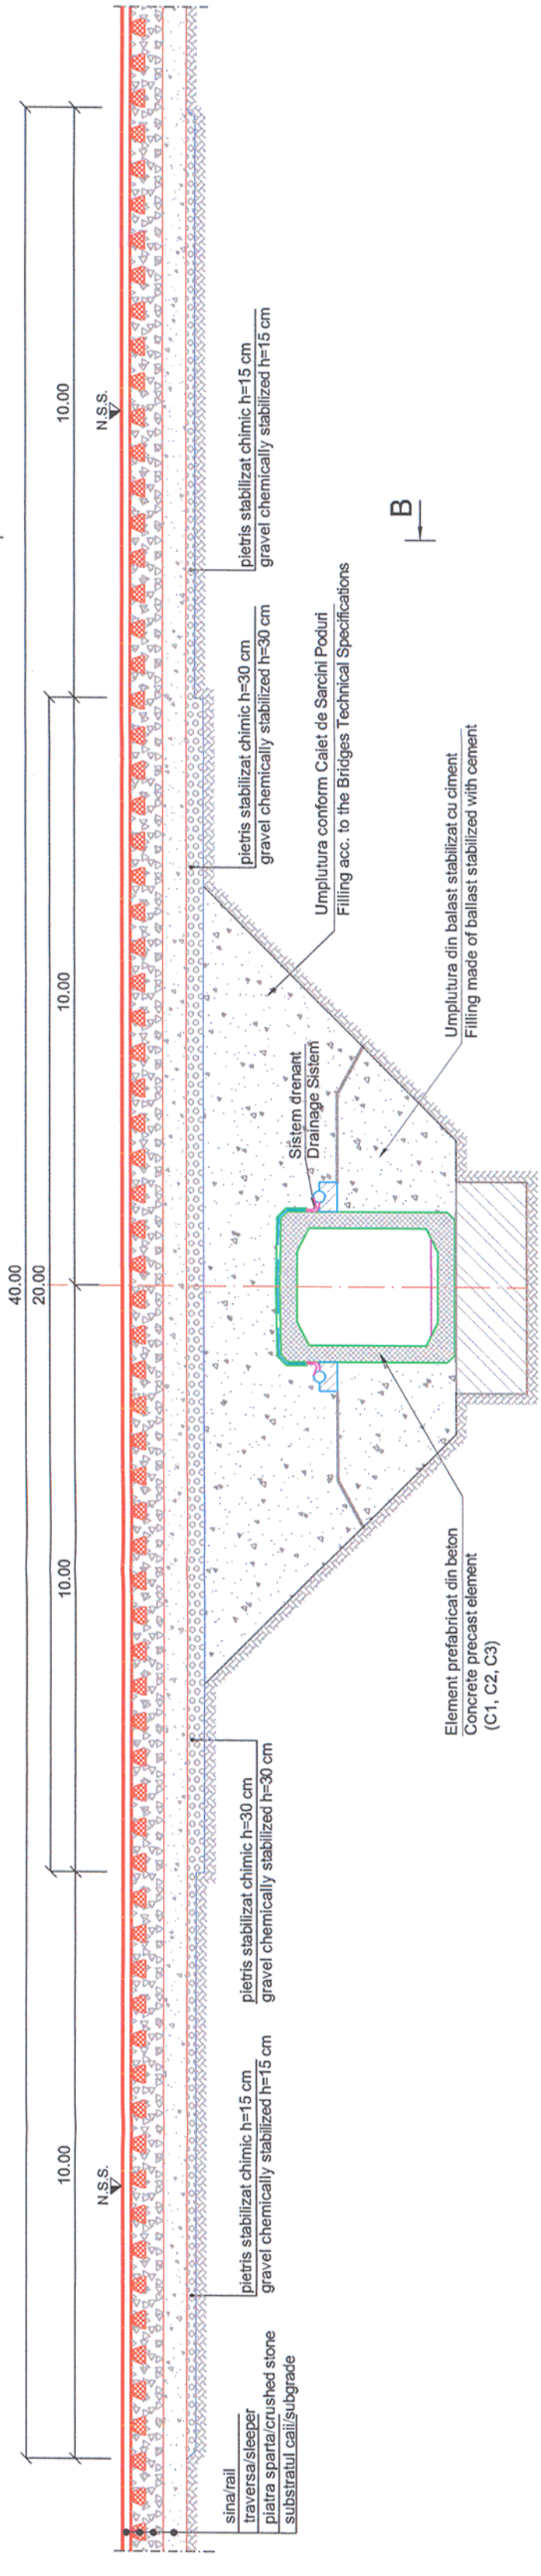 40.00
20.00
10.00
10.00
10.00
10.00
N.S.S.
N.S.S.
sina/rail
traversa/sleeper
piatra sparta/crushed stone
substratul caii/subgrade
pietris stabilizat chimic h=15 cm
gravel chemically stabilized h=15 cm
pietris stabilizat chimic h=30 cm
gravel chemically stabilized h=30 cm
pietris stabilizat chimic h=30 cm
gravel chemically stabilized h=30 cm
pietris stabilizat chimic h=15 cm
gravel chemically stabilized h=15 cm
Sistem drenant
Drainage Sistem
Umplutura conform Caiet de Sarcini Poduri
Filling acc. to the Bridges Technical Specifications
B
Element prefabricat din beton
Concrete precast element
(C1, C2, C3)
Umplutura din balast stabilizat cu ciment
Filling made of ballast stabilized with cement